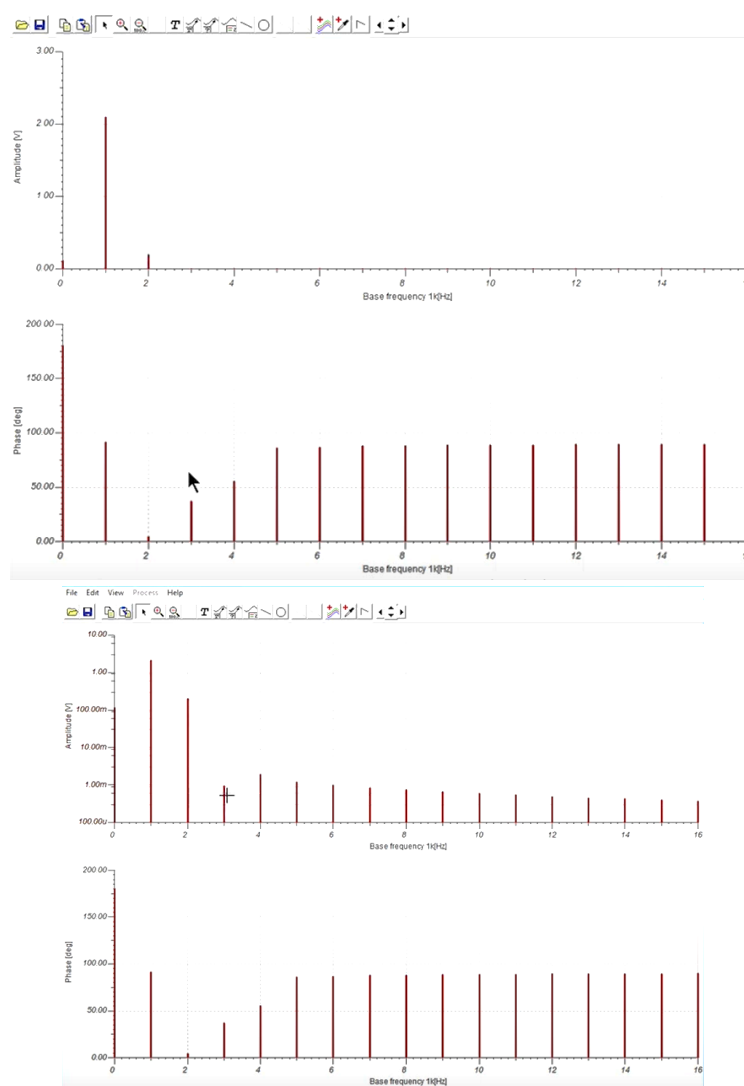 T
3.00
2.00
1.00
0.00
Amplitude [V]
0 2 4 6 8 10 12 14
Base frequency 1k[Hz]
200.00
150.00
100.00
50.00
0.00
Phase [deg]
0 2 4 6 8 10 12 14
Base frequency 1k[Hz]
File Edit View Process Help
T
10.00
1.00
100.00m
10.00m
1.00m
100.00u
Amplitude [V]
0 2 4 6 8 10 12 14 16
Base frequency 1k[Hz]
200.00
150.00
100.00
50.00
0.00
Phase [deg]
0 2 4 6 8 10 12 14 16
Base frequency 1k[Hz]